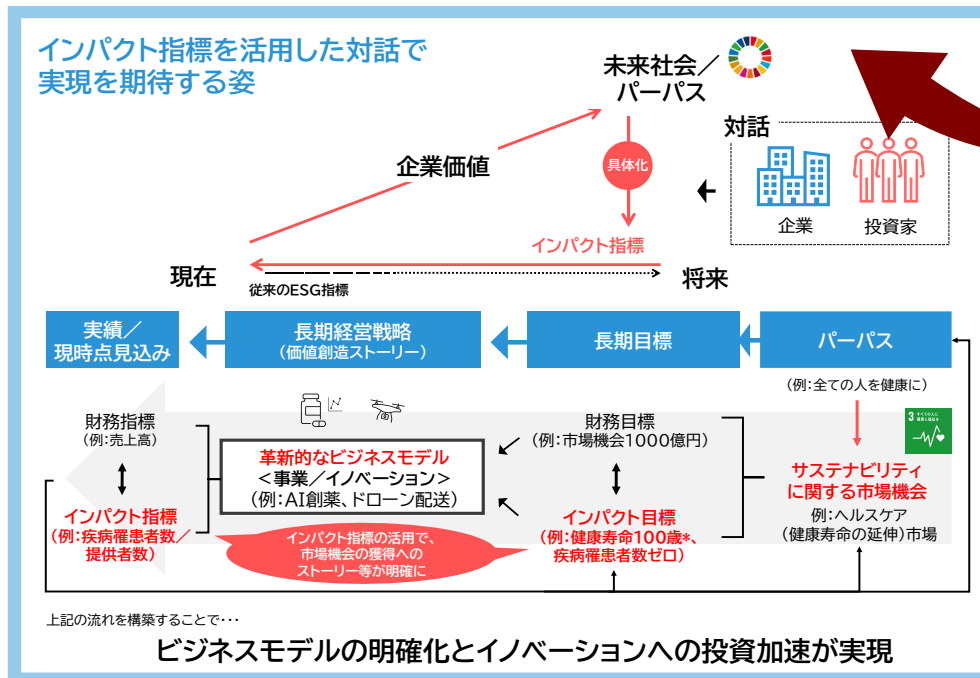 インパクト指標を活用した対話で
実現を期待する姿
未来社会／
パーパス
対話
企業価値
具体化
企業
投資家
インパクト指標
現在
将来
従来のESG指標
実績／
現時点見込み
長期経営戦略
（価値創造ストーリー）
長期目標
パーパス
（例：全ての人を健康に）
財務指標
（例：売上高）
財務目標
（例：市場機会1000億円）
3 すべての人に
健康と福祉を
革新的なビジネスモデル
＜事業／イノベーション＞
（例：AI創薬、ドローン配送）
サステナビリティ
に関する市場機会
例：ヘルスケア
（健康寿命の延伸）市場
インパクト指標
（例：疾病罹患者数／
提供者数）
インパクト目標
（例：健康寿命100歳*、
疾病罹患者数ゼロ）
インパクト指標の活用で、
市場機会の獲得への
ストーリー等が明確に
上記の流れを構築することで・・・
ビジネスモデルの明確化とイノベーションへの投資加速が実現